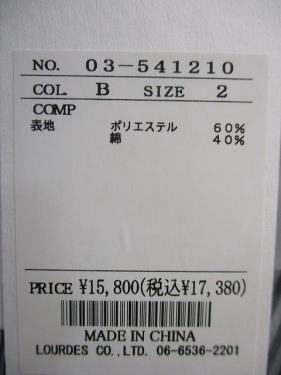 NO. 03-541210
COL. B SIZE 2
COMP
表地 ポリエステル 60%
綿 40%
PRICE ¥15,800(税込¥17,380)
MADE IN CHINA
LOURDES CO.,LTD. 06-6536-2201